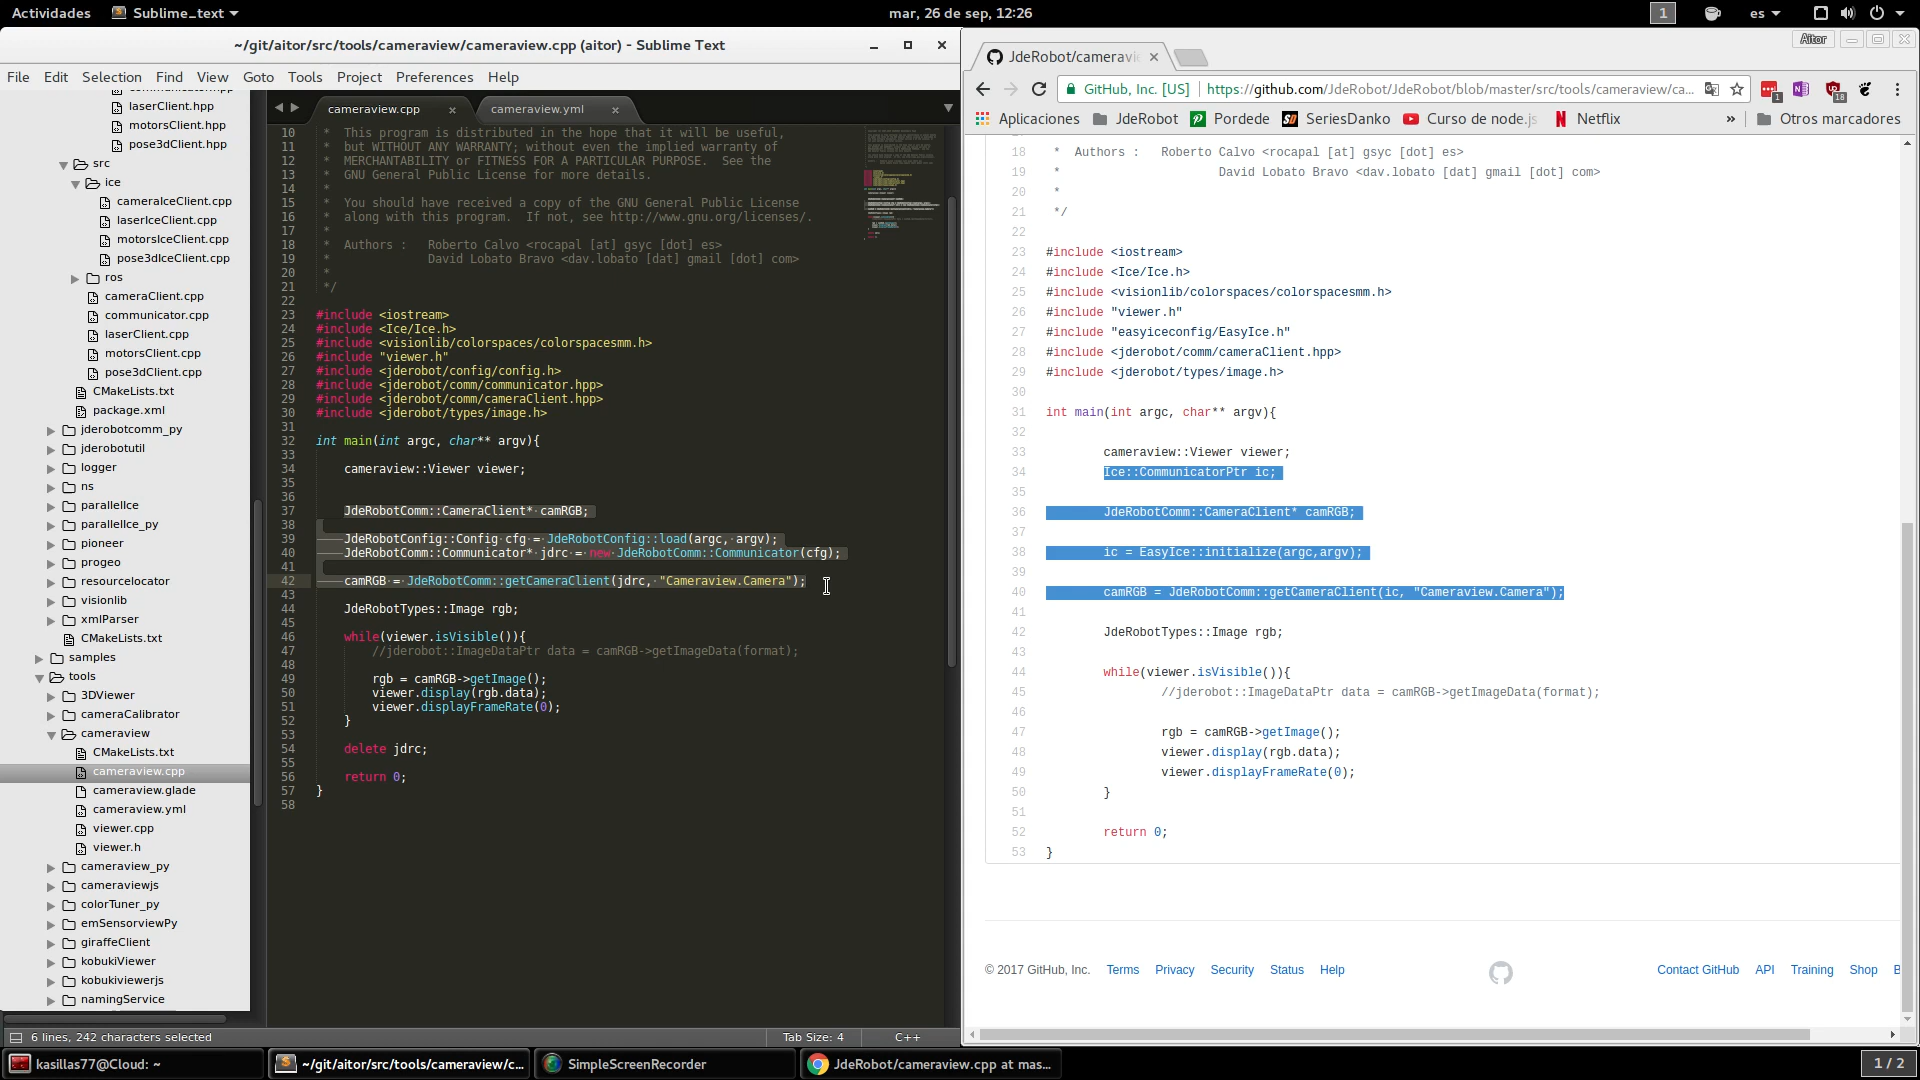 Actividades
Sublime_text
mar, 26 de sep, 12:26
1
es
~/git/aitor/src/tools/cameraview/cameraview.cpp (aitor) - Sublime Text
File Edit Selection Find View Goto Tools Project Preferences Help
communicator.hpp
laserClient.hpp
motorsClient.hpp
pose3dClient.hpp
src
ice
cameraIceClient.cpp
laserIceClient.cpp
motorsIceClient.cpp
pose3dIceClient.cpp
ros
cameraClient.cpp
communicator.cpp
laserClient.cpp
motorsClient.cpp
pose3dClient.cpp
CMakeLists.txt
package.xml
jderobotcomm_py
jderobotutil
logger
ns
parallelIce
parallelIce_py
pioneer
progeo
resourcelocator
visionlib
xmlParser
CMakeLists.txt
samples
tools
3DViewer
cameraCalibrator
cameraview
CMakeLists.txt
cameraview.cpp
cameraview.glade
cameraview.yml
viewer.cpp
viewer.h
cameraview_py
cameraviewjs
colorTuner_py
emSensorviewPy
giraffeClient
kobukiViewer
kobukiviewerjs
namingService
cameraview.cpp
cameraview.yml
10 * This program is distributed in the hope that it will be useful,
11 * but WITHOUT ANY WARRANTY; without even the implied warranty of
12 * MERCHANTABILITY or FITNESS FOR A PARTICULAR PURPOSE. See the
13 * GNU General Public License for more details.
14 *
15 * You should have received a copy of the GNU General Public License
16 * along with this program. If not, see http://www.gnu.org/licenses/.
17 *
18 * Authors : Roberto Calvo <rocapal [at] gsyc [dot] es>
19 * David Lobato Bravo <dav.lobato [dat] gmail [dot] com>
20 *
21 */
22
23 #include <iostream>
24 #include <Ice/Ice.h>
25 #include <visionlib/colorspaces/colorspacesmm.h>
26 #include "viewer.h"
27 #include <jderobot/config/config.h>
28 #include <jderobot/comm/communicator.hpp>
29 #include <jderobot/comm/cameraClient.hpp>
30 #include <jderobot/types/image.h>
31
32 int main(int argc, char** argv){
33
34 cameraview::Viewer viewer;
35
36
37 JdeRobotComm::CameraClient* camRGB;
38
39 JdeRobotConfig::Config cfg = JdeRobotConfig::load(argc, argv);
40 JdeRobotComm::Communicator* jdrc = new JdeRobotComm::Communicator(cfg);
41
42 camRGB = JdeRobotComm::getCameraClient(jdrc, "Cameraview.Camera");
43
44 JdeRobotTypes::Image rgb;
45
46 while(viewer.isVisible()){
47 //jderobot::ImageDataPtr data = camRGB->getImageData(format);
48
49 rgb = camRGB->getImage();
50 viewer.display(rgb.data);
51 viewer.displayFrameRate(0);
52 }
53
54 delete jdrc;
55
56 return 0;
57 }
58
6 lines, 242 characters selected
Tab Size: 4
C++
Aitor
JdeRobot/cameravi
GitHub, Inc. [US] https://github.com/JdeRobot/JdeRobot/blob/master/src/tools/cameraview/ca...
1
18
Aplicaciones JdeRobot Pordede SeriesDanko Curso de node.js Netflix » Otros marcadores
18 * Authors : Roberto Calvo <rocapal [at] gsyc [dot] es>
19 * David Lobato Bravo <dav.lobato [dat] gmail [dot] com>
20 *
21 */
22
23 #include <iostream>
24 #include <Ice/Ice.h>
25 #include <visionlib/colorspaces/colorspacesmm.h>
26 #include "viewer.h"
27 #include "easyiceconfig/EasyIce.h"
28 #include <jderobot/comm/cameraClient.hpp>
29 #include <jderobot/types/image.h>
30
31 int main(int argc, char** argv){
32
33 cameraview::Viewer viewer;
34 Ice::CommunicatorPtr ic;
35
36 JdeRobotComm::CameraClient* camRGB;
37
38 ic = EasyIce::initialize(argc,argv);
39
40 camRGB = JdeRobotComm::getCameraClient(ic, "Cameraview.Camera");
41
42 JdeRobotTypes::Image rgb;
43
44 while(viewer.isVisible()){
45 //jderobot::ImageDataPtr data = camRGB->getImageData(format);
46
47 rgb = camRGB->getImage();
48 viewer.display(rgb.data);
49 viewer.displayFrameRate(0);
50 }
51
52 return 0;
53 }
© 2017 GitHub, Inc. Terms Privacy Security Status Help
Contact GitHub API Training Shop B
kasillas77@Cloud: ~
~/git/aitor/src/tools/cameraview/c...
SimpleScreenRecorder
JdeRobot/cameraview.cpp at mas...
1 / 2